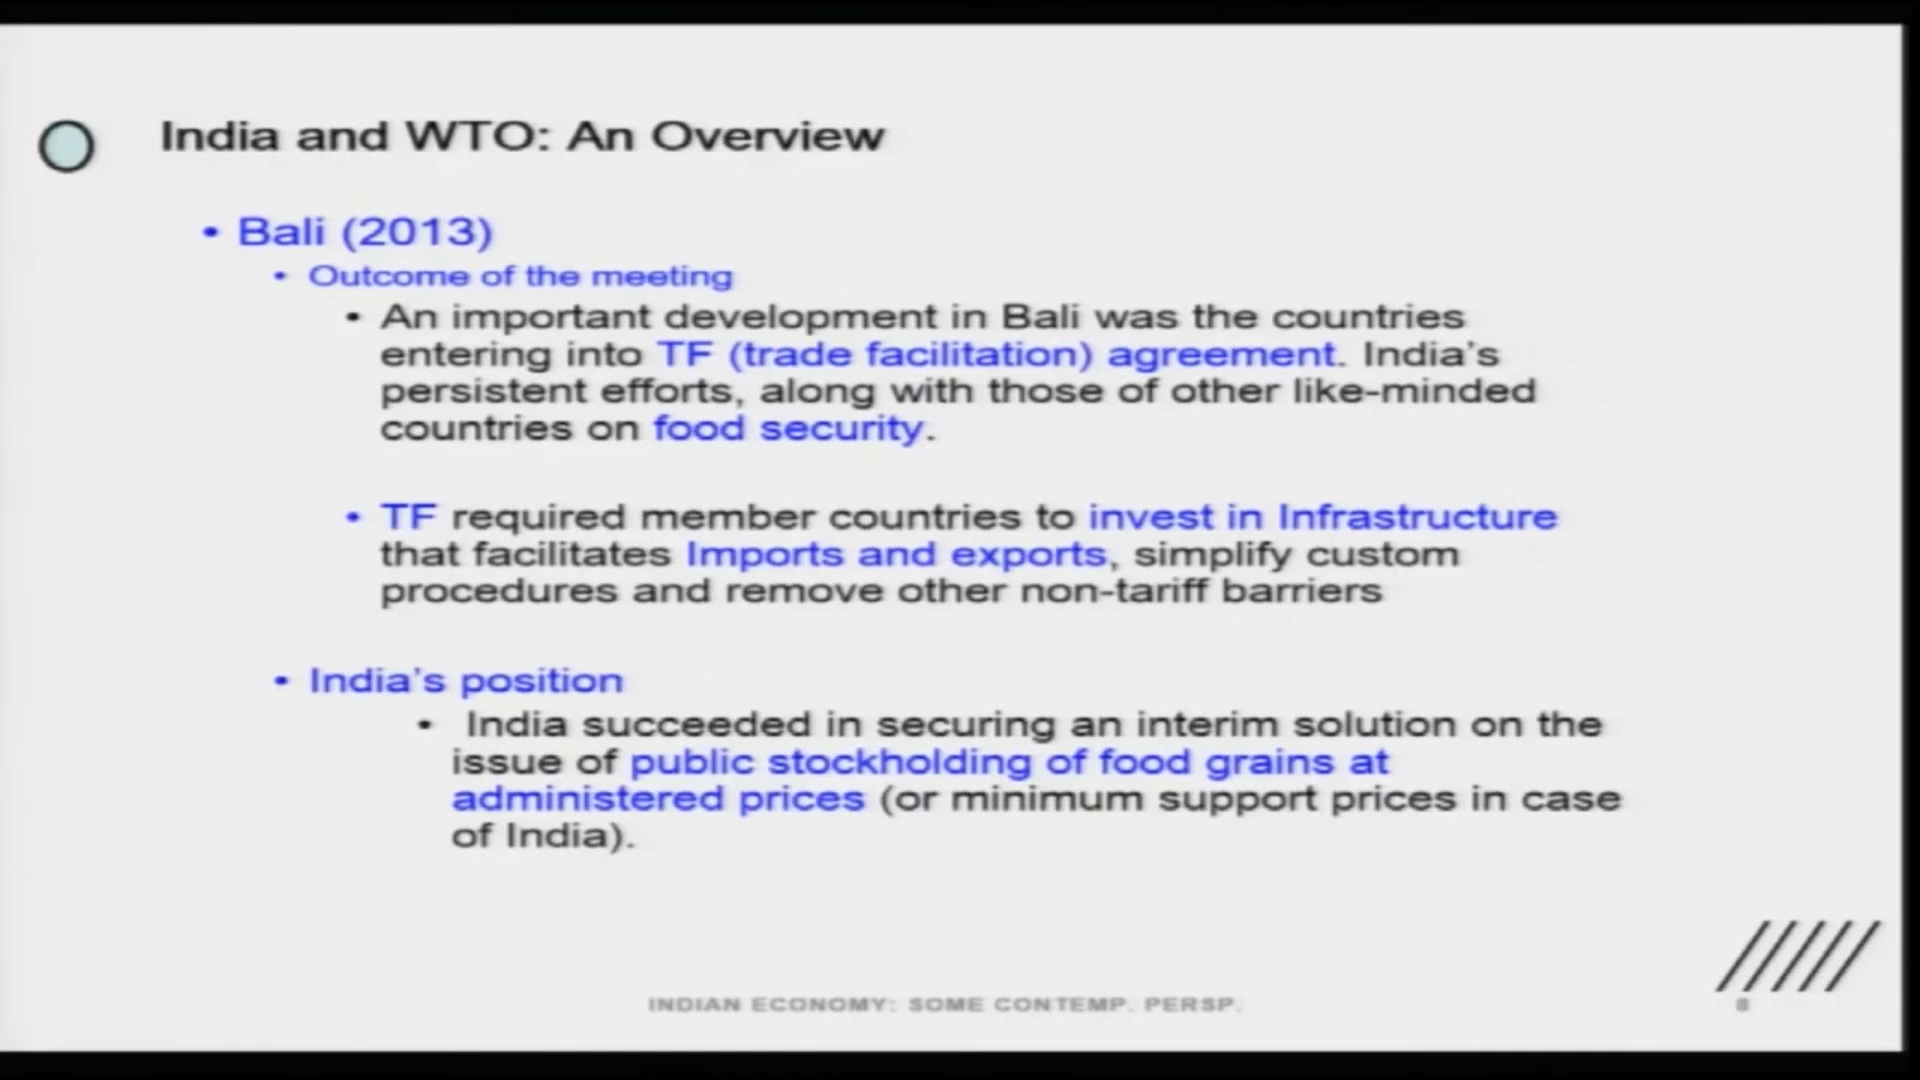 India and WTO: An Overview
• Bali (2013)
• Outcome of the meeting
• An important development in Bali was the countries
entering into TF (trade facilitation) agreement. India's
persistent efforts, along with those of other like-minded
countries on food security.
• TF required member countries to invest in Infrastructure
that facilitates Imports and exports, simplify custom
procedures and remove other non-tariff barriers
• India's position
• India succeeded in securing an interim solution on the
issue of public stockholding of food grains at
administered prices (or minimum support prices in case
of India).
INDIAN ECONOMY: SOME CONTEMP. PERSP.
8